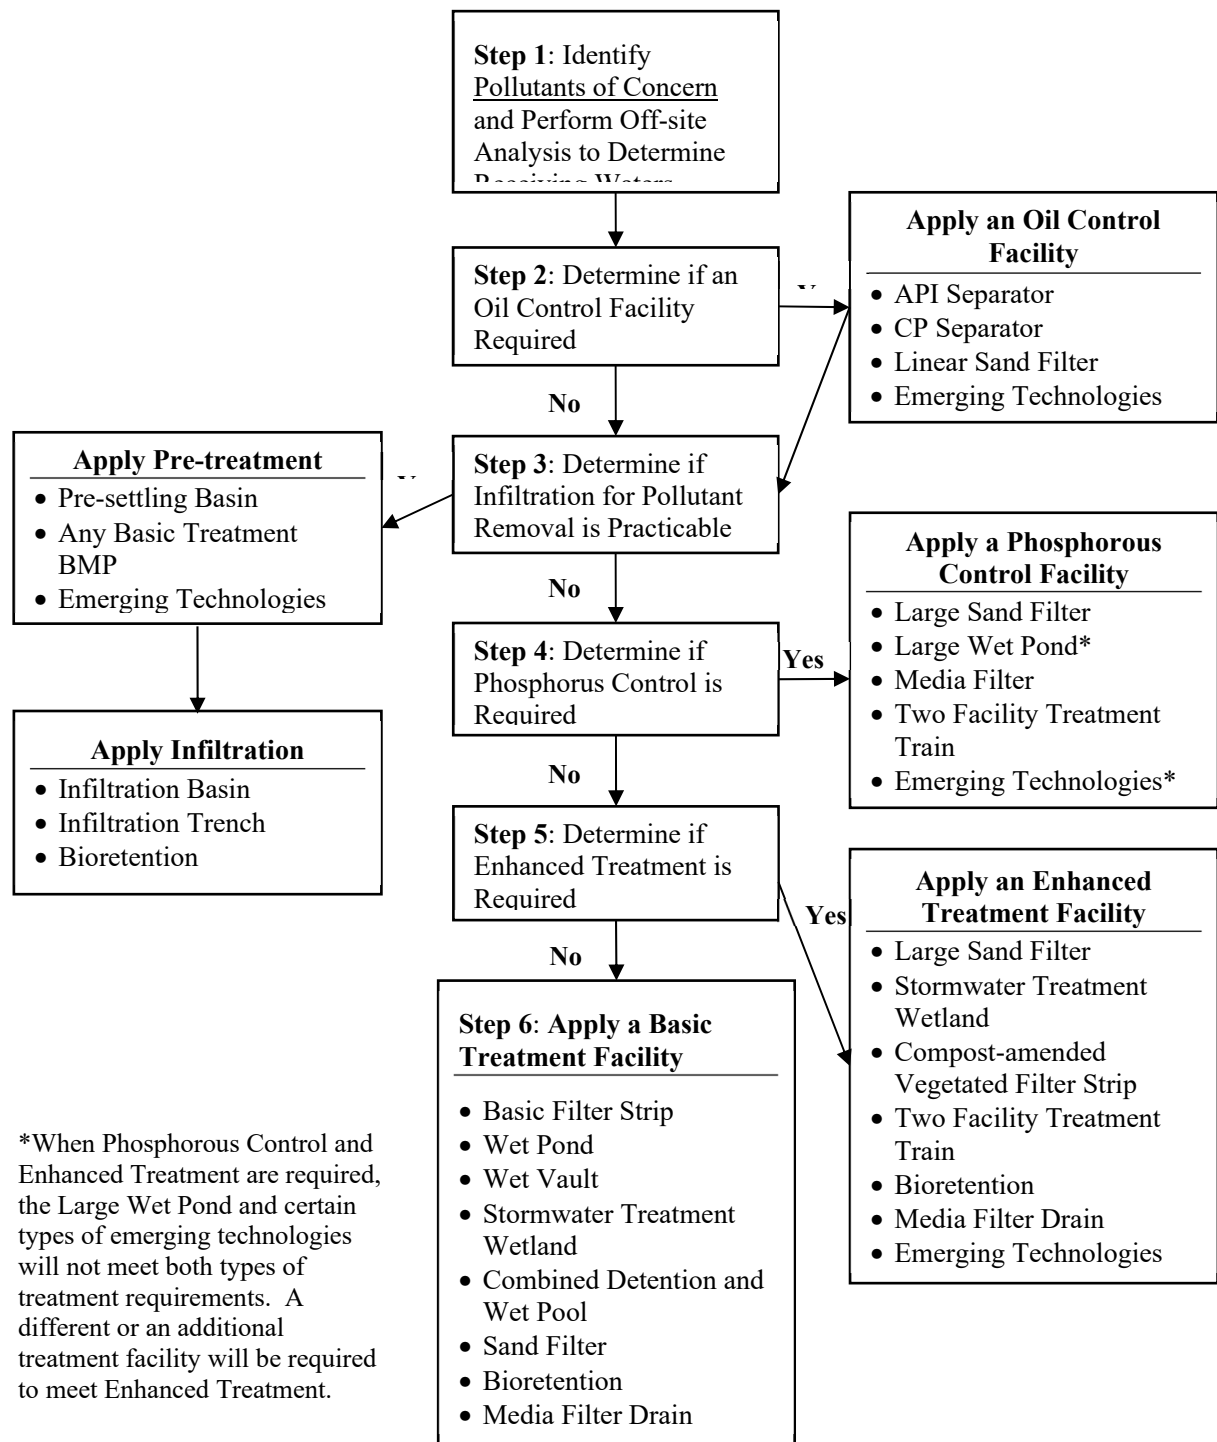 Step 1: Identify
Pollutants of Concern
and Perform Off-site
Analysis to Determine
Receiving Waters
Step 2: Determine if an
Oil Control Facility
Required
Apply an Oil Control
Facility
• API Separator
• CP Separator
• Linear Sand Filter
• Emerging Technologies
No
Step 3: Determine if
Infiltration for Pollutant
Removal is Practicable
Apply Pre-treatment
• Pre-settling Basin
• Any Basic Treatment
BMP
• Emerging Technologies
Apply Infiltration
• Infiltration Basin
• Infiltration Trench
• Bioretention
No
Step 4: Determine if
Phosphorus Control is
Required
Yes
Apply a Phosphorous
Control Facility
• Large Sand Filter
• Large Wet Pond*
• Media Filter
• Two Facility Treatment
Train
• Emerging Technologies*
No
Step 5: Determine if
Enhanced Treatment is
Required
Yes
Apply an Enhanced
Treatment Facility
• Large Sand Filter
• Stormwater Treatment
Wetland
• Compost-amended
Vegetated Filter Strip
• Two Facility Treatment
Train
• Bioretention
• Media Filter Drain
• Emerging Technologies
No
Step 6: Apply a Basic
Treatment Facility
• Basic Filter Strip
• Wet Pond
• Wet Vault
• Stormwater Treatment
Wetland
• Combined Detention and
Wet Pool
• Sand Filter
• Bioretention
• Media Filter Drain
*When Phosphorous Control and
Enhanced Treatment are required,
the Large Wet Pond and certain
types of emerging technologies
will not meet both types of
treatment requirements. A
different or an additional
treatment facility will be required
to meet Enhanced Treatment.